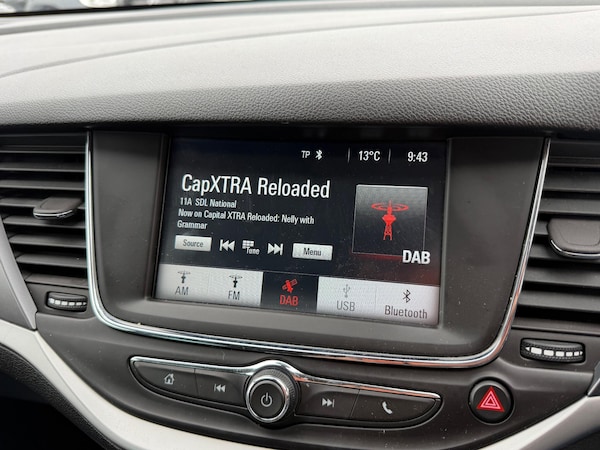 TP 13°C 9:43
CapXTRA Reloaded
11A SDL National
Now on Capital XTRA Reloaded: Nelly with
Grammar
Source Tune Menu
DAB
AM FM DAB USB Bluetooth